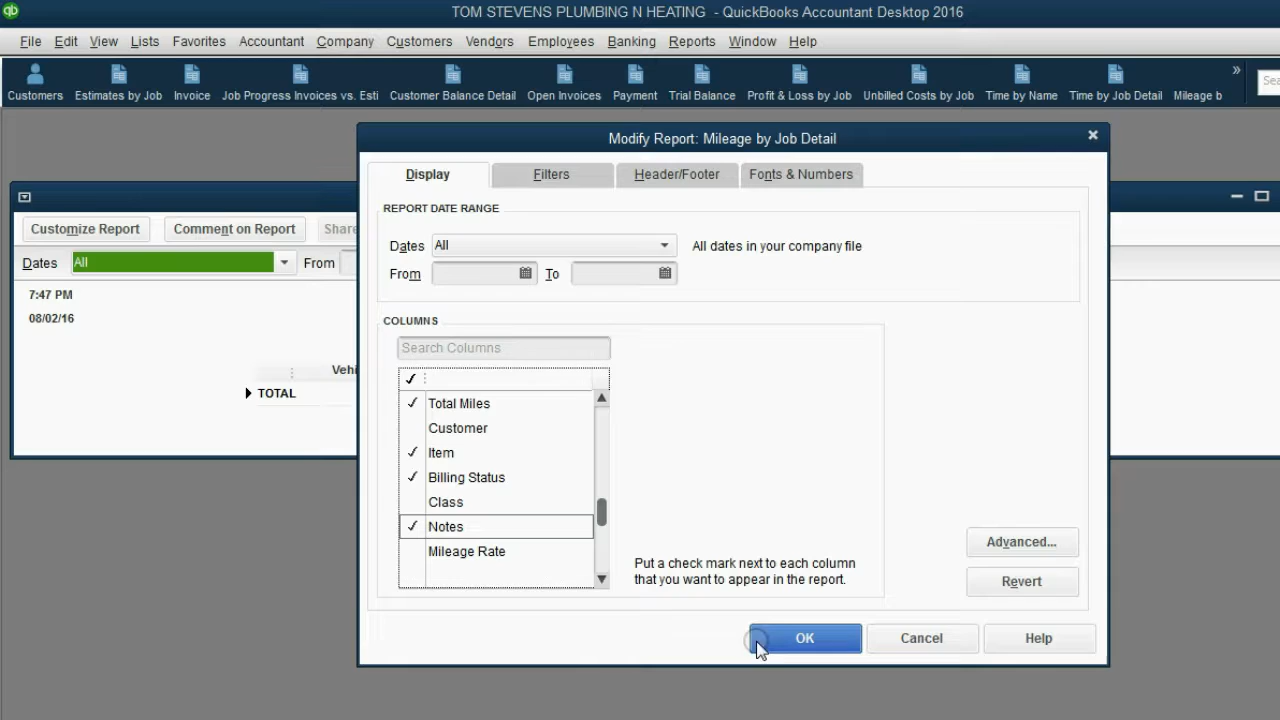 qb
TOM STEVENS PLUMBING N HEATING - QuickBooks Accountant Desktop 2016
File Edit View Lists Favorites Accountant Company Customers Vendors Employees Banking Reports Window Help
Customers Estimates by Job Invoice Job Progress Invoices vs. Esti Customer Balance Detail Open Invoices Payment Trial Balance Profit & Loss by Job Unbilled Costs by Job Time by Name Time by Job Detail Mileage b » Sea
Modify Report: Mileage by Job Detail
Display Filters Header/Footer Fonts & Numbers
REPORT DATE RANGE
Customize Report Comment on Report Share
Dates All All dates in your company file
Dates All From
From To
7:47 PM
08/02/16
COLUMNS
Search Columns
Vehi
TOTAL
Total Miles
Customer
Item
Billing Status
Class
Notes
Mileage Rate
Put a check mark next to each column
that you want to appear in the report.
Advanced...
Revert
OK Cancel Help